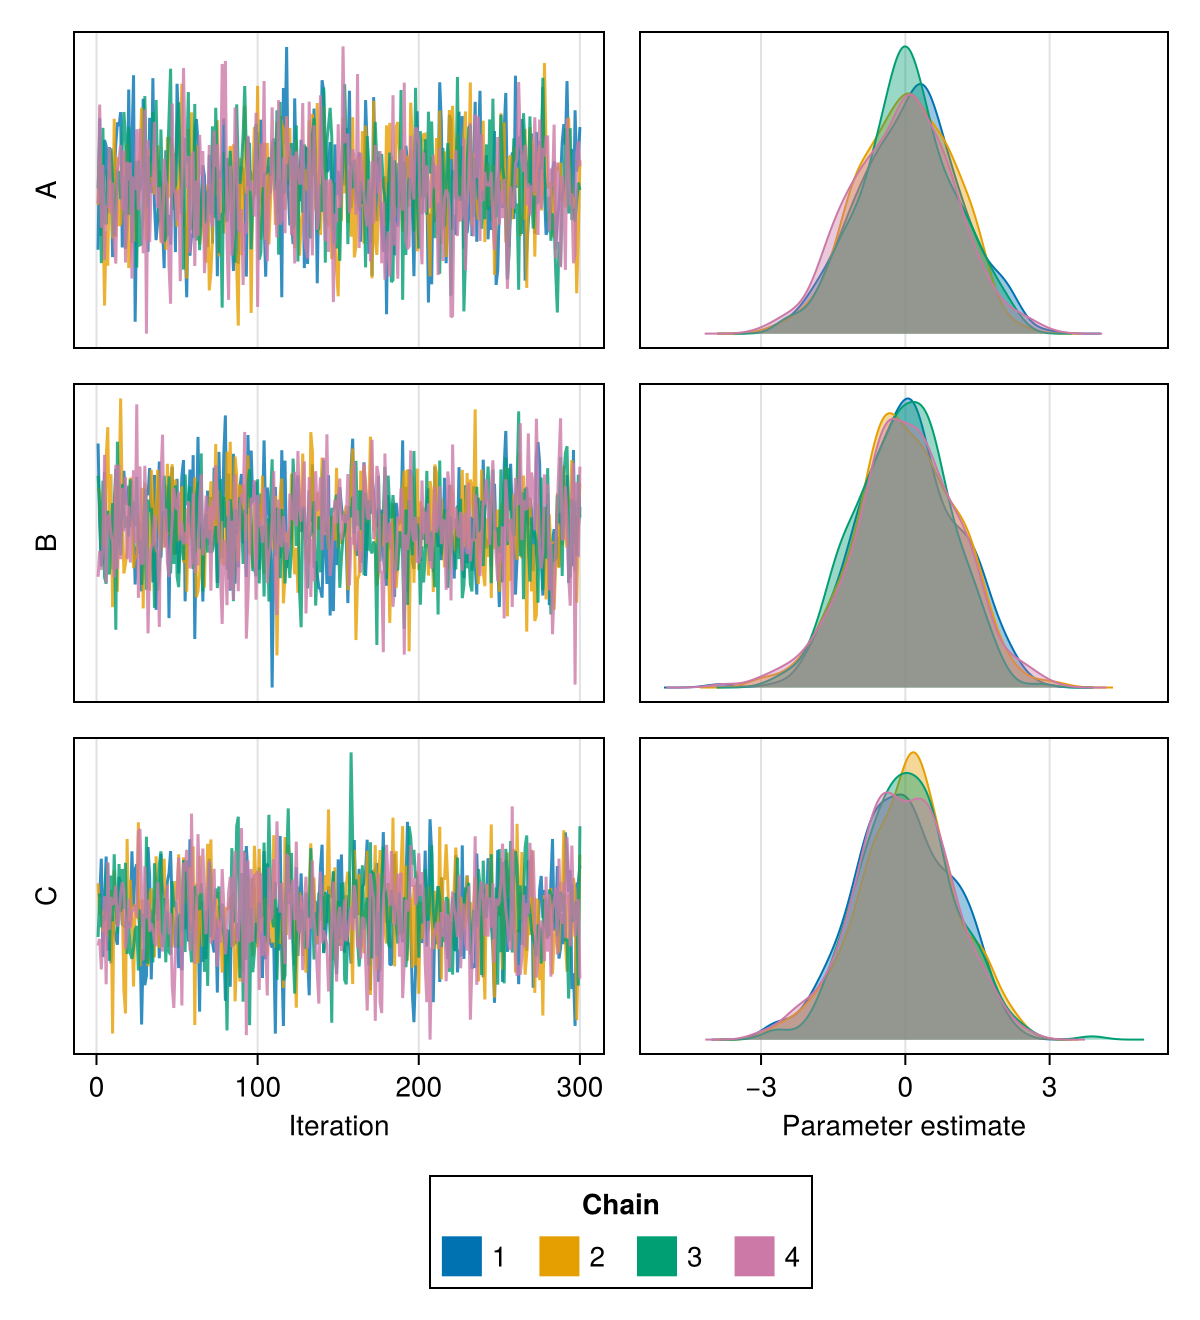 A
B
C
0 100 200 300
−3 0 3
Iteration
Parameter estimate
Chain
1 2 3 4